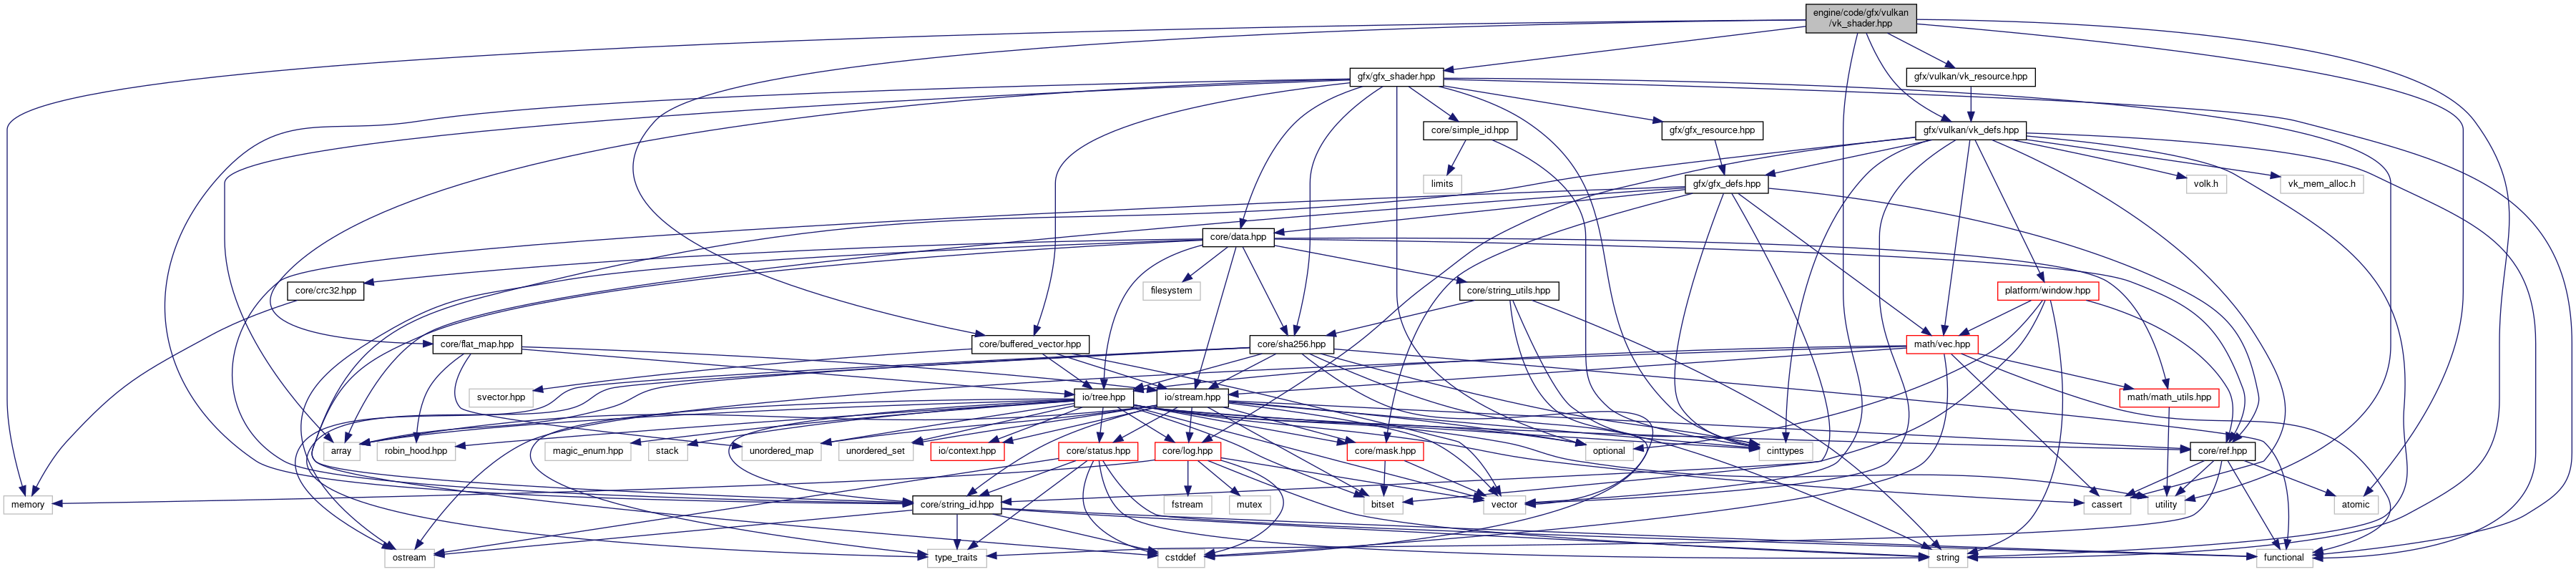 engine/code/gfx/vulkan
/vk_shader.hpp
gfx/gfx_shader.hpp
gfx/vulkan/vk_resource.hpp
core/simple_id.hpp
gfx/gfx_resource.hpp
gfx/vulkan/vk_defs.hpp
limits
gfx/gfx_defs.hpp
volk.h
vk_mem_alloc.h
core/data.hpp
core/crc32.hpp
filesystem
core/string_utils.hpp
platform/window.hpp
core/flat_map.hpp
core/buffered_vector.hpp
core/sha256.hpp
math/vec.hpp
svector.hpp
io/tree.hpp
io/stream.hpp
math/math_utils.hpp
array
robin_hood.hpp
magic_enum.hpp
stack
unordered_map
unordered_set
io/context.hpp
core/status.hpp
core/log.hpp
optional
core/mask.hpp
cinttypes
core/ref.hpp
memory
core/string_id.hpp
fstream
mutex
bitset
vector
cassert
utility
atomic
ostream
type_traits
cstddef
string
functional